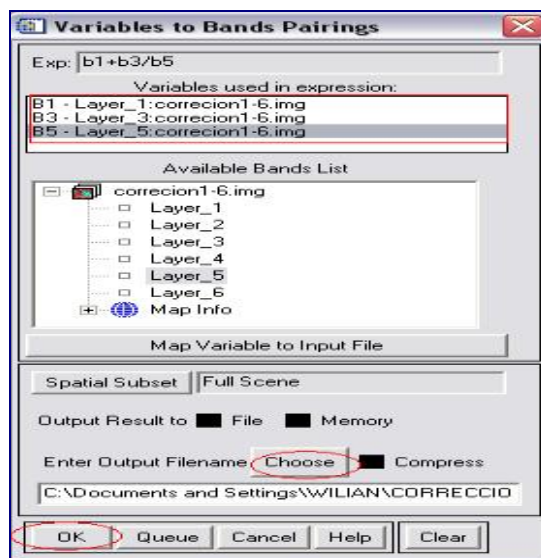 Variables to Bands Pairings
Exp: b1+b3/b5
Variables used in expression:
B1 - Layer_1:correcion1-6.img
B3 - Layer_3:correcion1-6.img
B5 - Layer_5:correcion1-6.img
Available Bands List
correcion1-6.img
Layer_1
Layer_2
Layer_3
Layer_4
Layer_5
Layer_6
Map Info
Map Variable to Input File
Spatial Subset Full Scene
Output Result to File Memory
Enter Output Filename Choose Compress
C:\Documents and Settings\WILIAN\CORRECCIO
OK Queue Cancel Help Clear